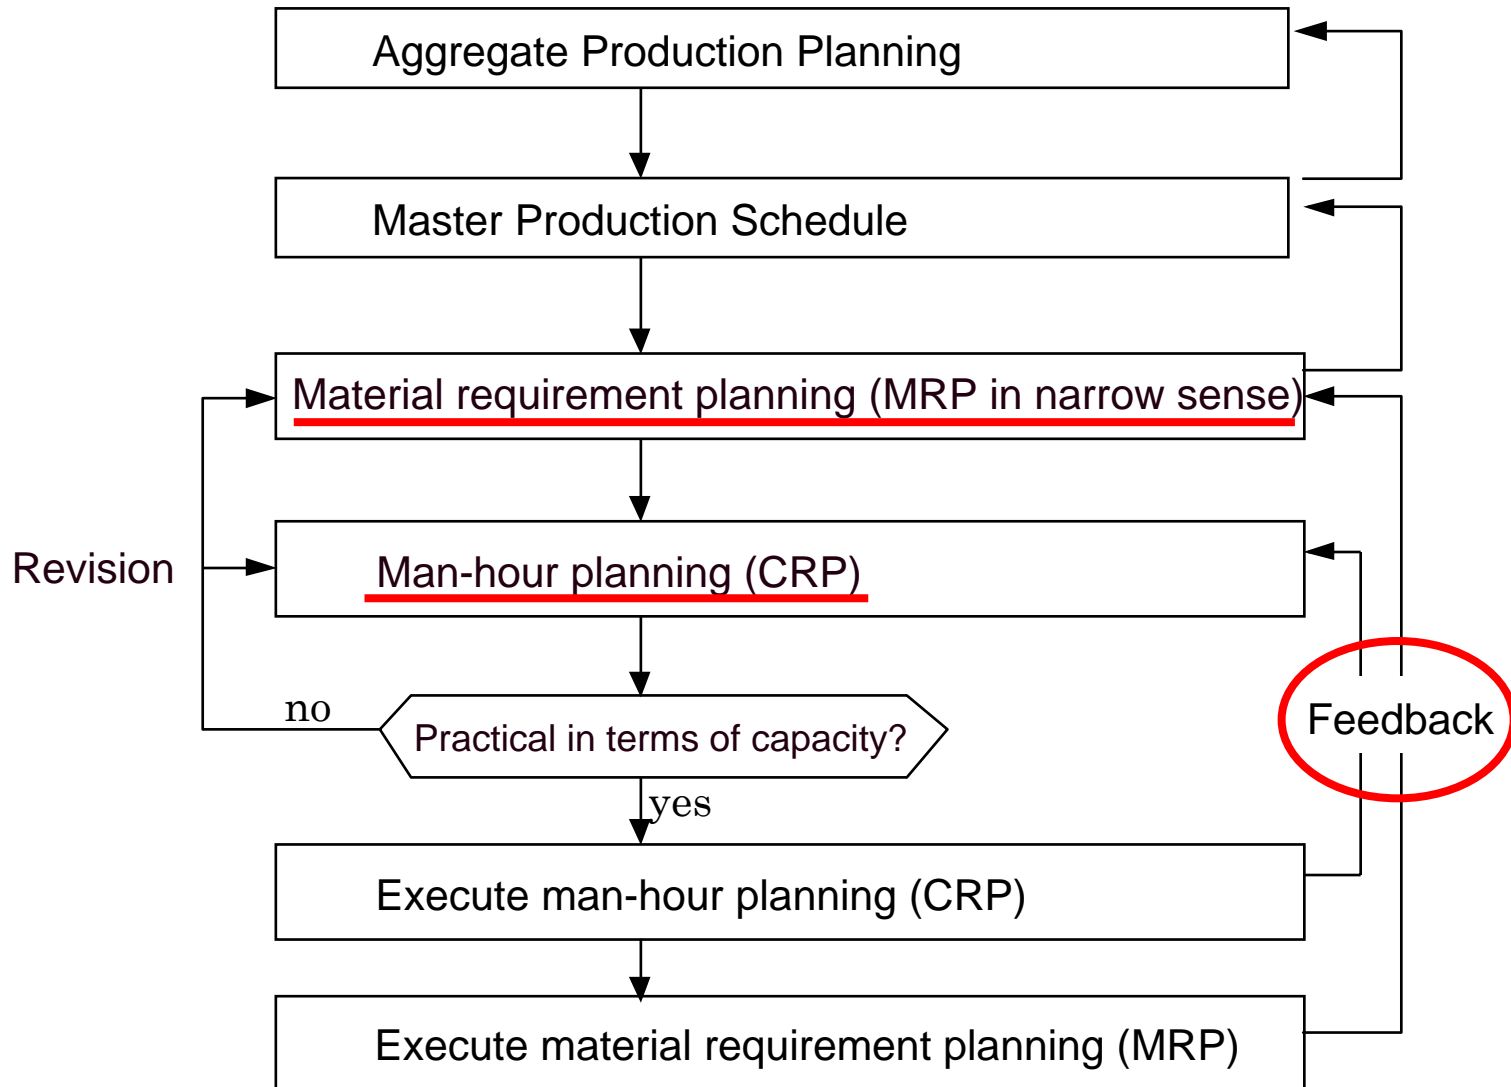 Aggregate Production Planning
Master Production Schedule
Material requirement planning (MRP in narrow sense)
Revision
Man-hour planning (CRP)
no
Practical in terms of capacity?
Feedback
yes
Execute man-hour planning (CRP)
Execute material requirement planning (MRP)